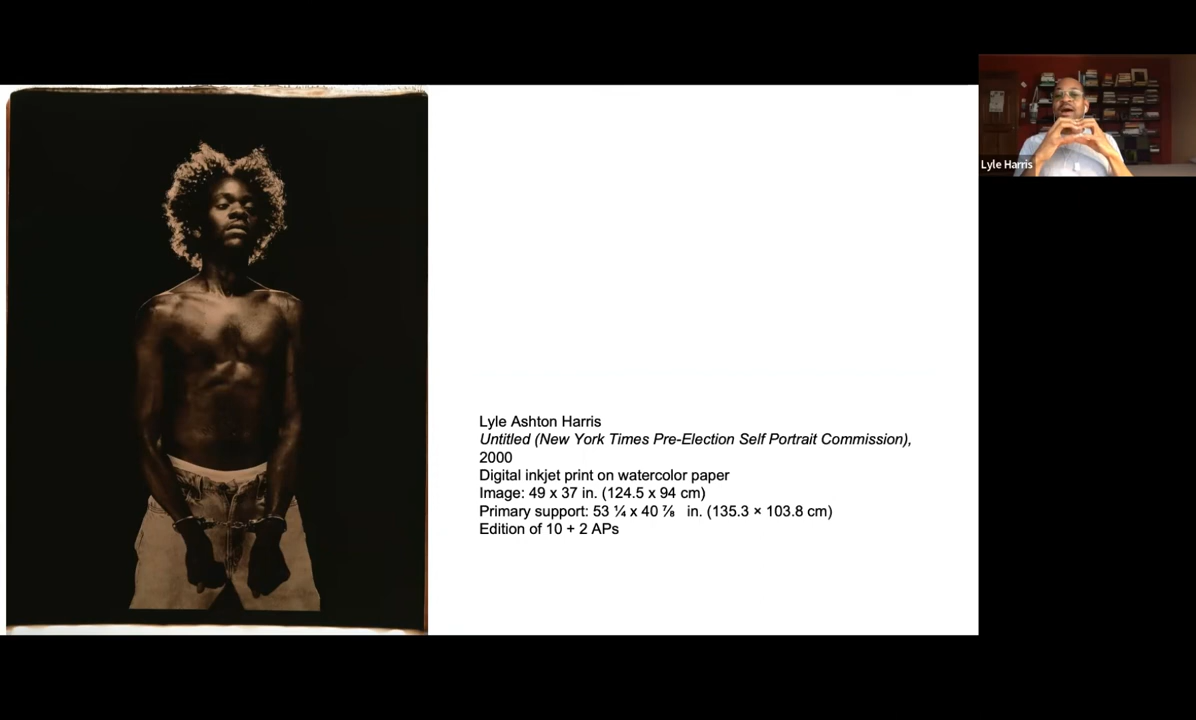 Lyle Harris
Lyle Ashton Harris
Untitled (New York Times Pre-Election Self Portrait Commission),
2000
Digital inkjet print on watercolor paper
Image: 49 x 37 in. (124.5 x 94 cm)
Primary support: 53 ¼ x 40 ⅞ in. (135.3 × 103.8 cm)
Edition of 10 + 2 APs